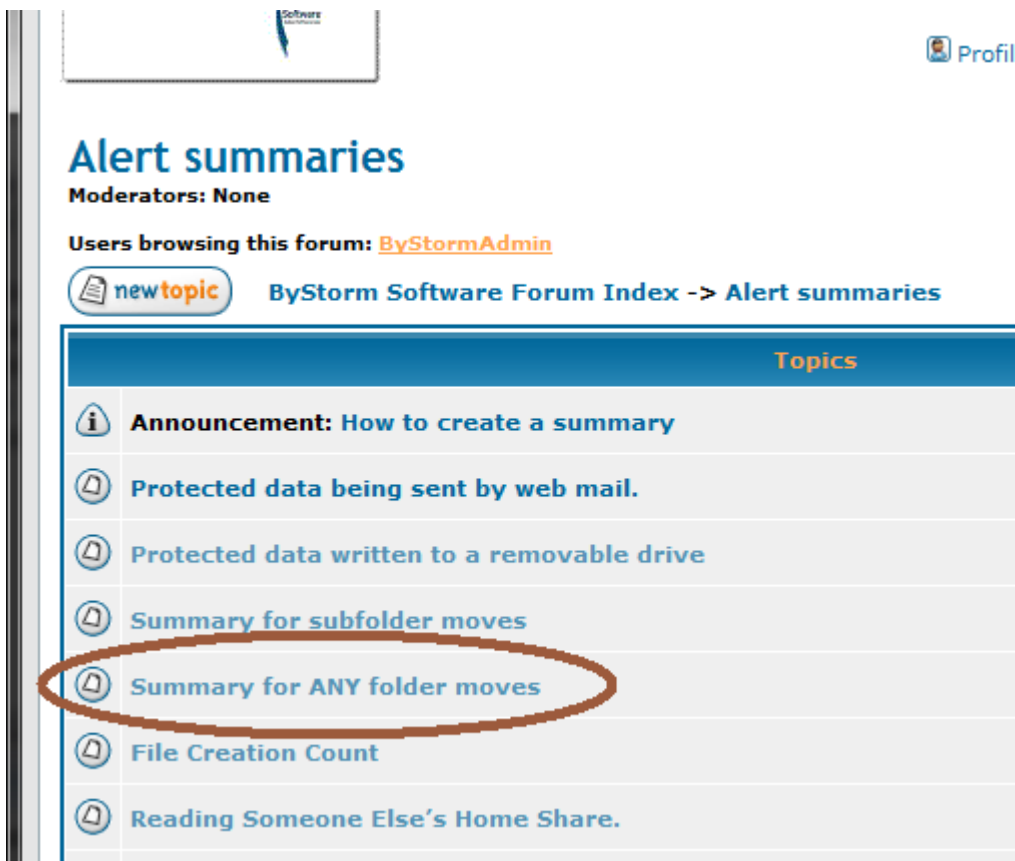 Software
Profil
Alert summaries
Moderators: None
Users browsing this forum: ByStormAdmin
newtopic ByStorm Software Forum Index -> Alert summaries
Topics
Announcement: How to create a summary
Protected data being sent by web mail.
Protected data written to a removable drive
Summary for subfolder moves
Summary for ANY folder moves
File Creation Count
Reading Someone Else's Home Share.